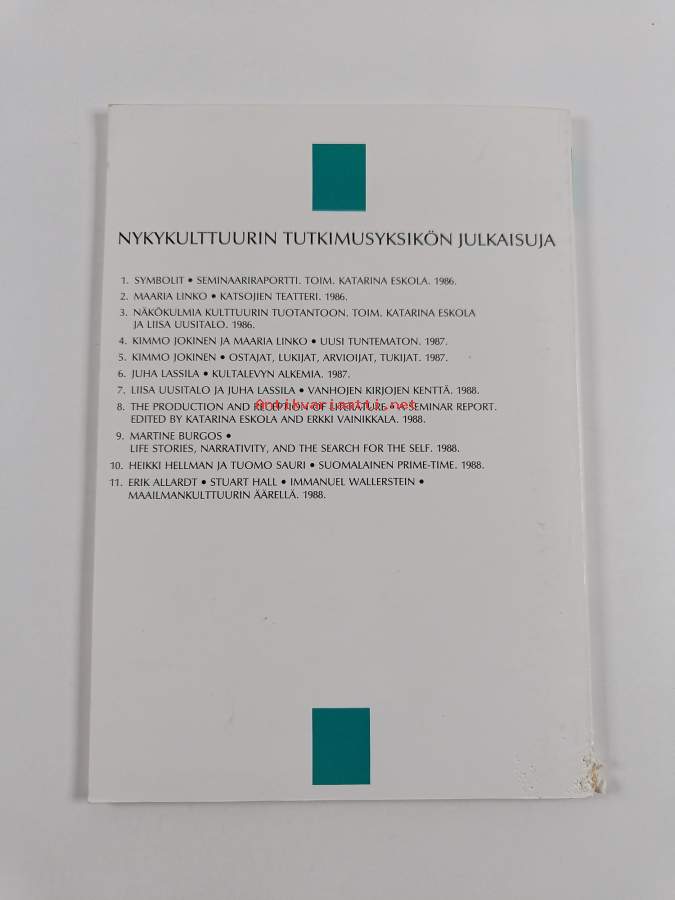 NYKYKULTTUURIN TUTKIMUSYKSIKÖN JULKAISUJA
1. SYMBOLIT • SEMINAARIRAPORTTI. TOIM. KATARINA ESKOLA. 1986.
2. MAARIA LINKO • KATSOJIEN TEATTERI. 1986.
3. NÄKÖKULMIA KULTTUURIN TUOTANTOON. TOIM. KATARINA ESKOLA
JA LIISA UUSITALO. 1986.
4. KIMMO JOKINEN JA MAARIA LINKO • UUSI TUNTEMATON. 1987.
5. KIMMO JOKINEN • OSTAJAT, LUKIJAT, ARVIOIJAT, TUKIJAT. 1987.
6. JUHA LASSILA • KULTALEVYN ALKEMIA. 1987.
7. LIISA UUSITALO JA JUHA LASSILA • VANHOJEN KIRJOJEN KENTTÄ. 1988.
Antikvariaatti.net
8. THE PRODUCTION AND RECEPTION OF LITERATURE • A SEMINAR REPORT.
EDITED BY KATARINA ESKOLA AND ERKKI VAINIKKALA. 1988.
9. MARTINE BURGOS •
LIFE STORIES, NARRATIVITY, AND THE SEARCH FOR THE SELF. 1988.
10. HEIKKI HELLMAN JA TUOMO SAURI • SUOMALAINEN PRIME-TIME. 1988.
11. ERIK ALLARDT • STUART HALL • IMMANUEL WALLERSTEIN •
MAAILMANKULTTUURIN ÄÄRELLÄ. 1988.